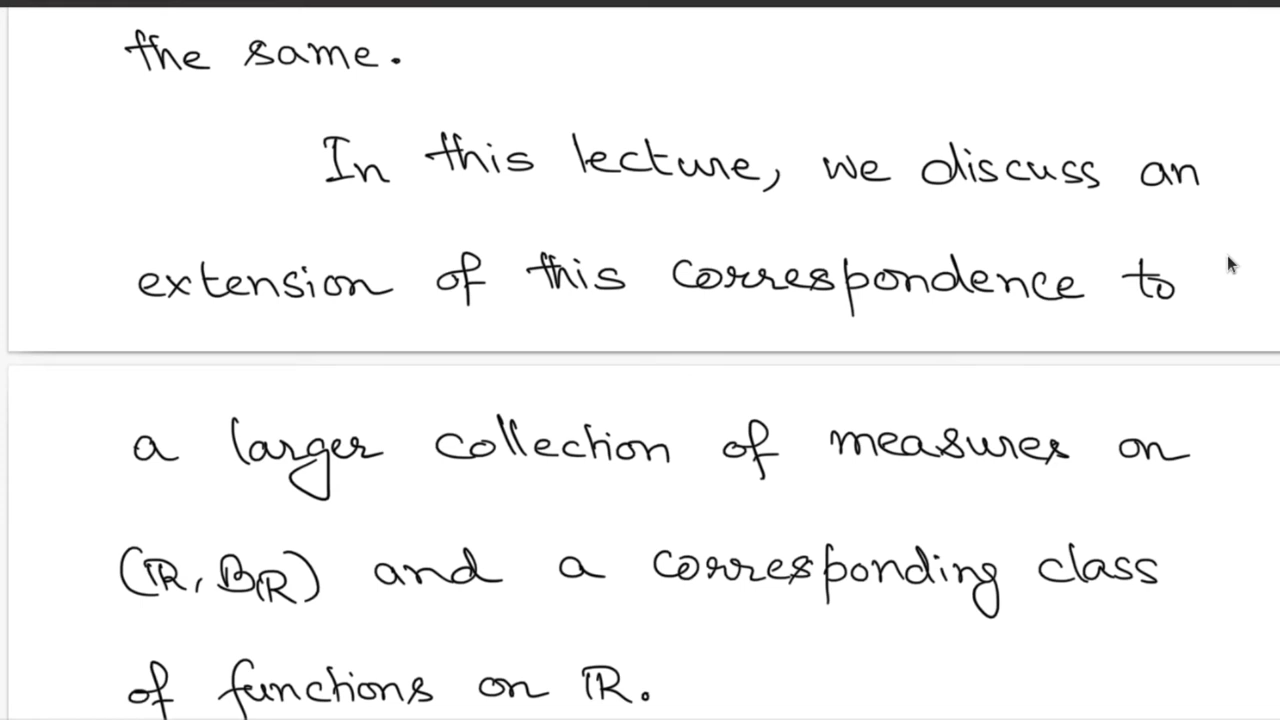 the same.
In this lecture, we discuss an
extension of this correspondence to
a larger collection of measures on
(ℝ, 𝔅ℝ) and a corresponding class
of functions on ℝ.